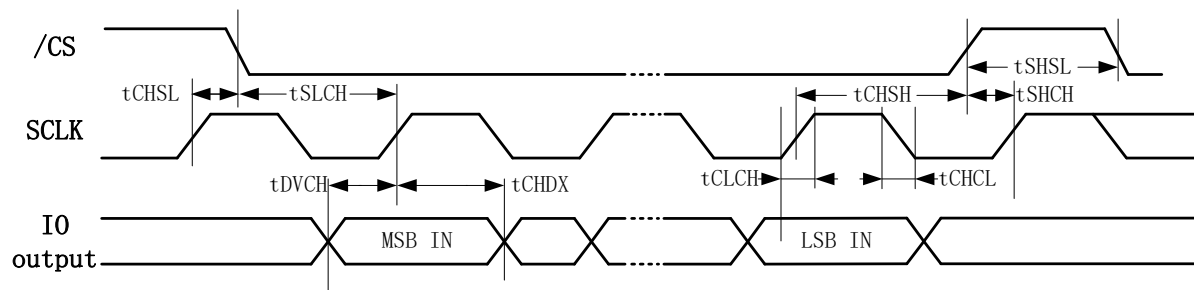 /CS
tSHSL
tCHSL
tSLCH
tCHSH
tSHCH
SCLK
tDVCH
tCHDX
tCLCH
tCHCL
IO
output
MSB IN
LSB IN